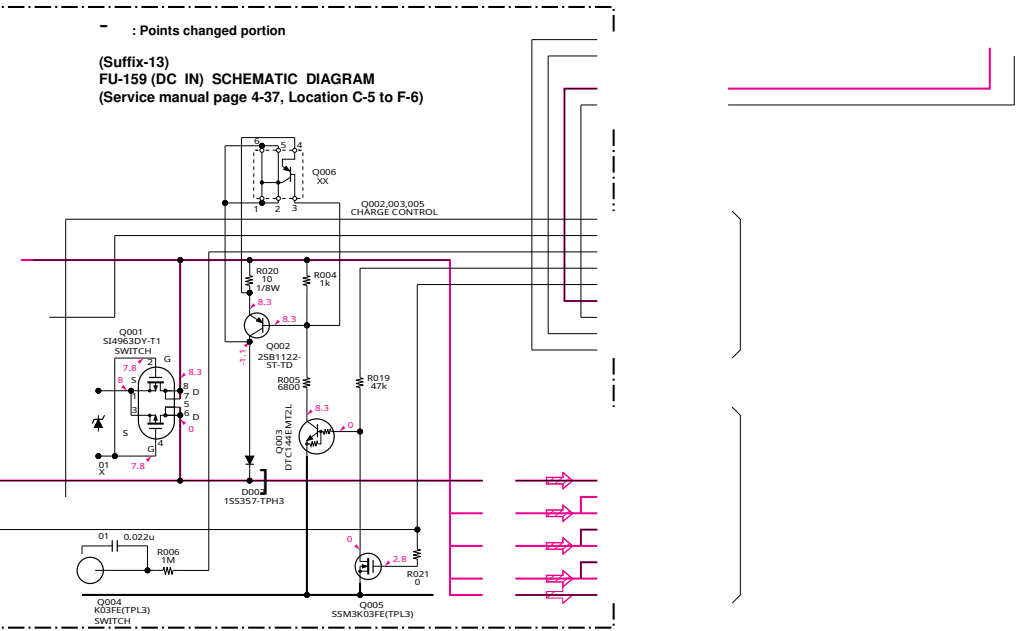 – : Points changed portion
(Suffix-13)
FU-159 (DC IN) SCHEMATIC DIAGRAM
(Service manual page 4-37, Location C-5 to F-6)
6
5
4
Q006
XX
1
2
3
Q002,003,005
CHARGE CONTROL
R020
10
1/8W
R004
1k
8.3
8.3
Q001
SI4963DY-T1
SWITCH
Q002
2SB1122-
ST-TD
-1.1
7.8
2
G
8
S
1
8.3
8
D
7
3
5
6
D
S
0
4
G
7.8
01
X
R005
6800
R019
47k
8.3
0
Q003
DTC144EMT2L
D002
1SS357-TPH3
01
0.022u
R006
1M
0
2.8
R021
0
Q004
K03FE(TPL3)
SWITCH
Q005
SSM3K03FE(TPL3)